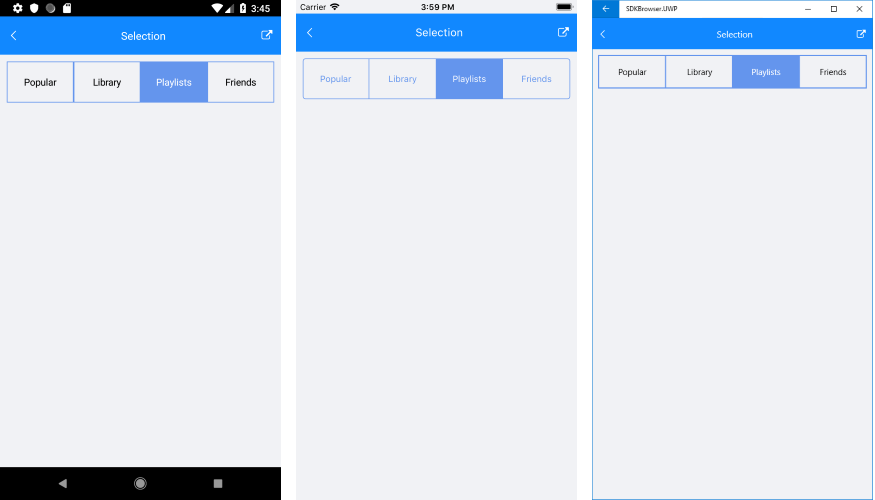 3:45
Selection
Popular Library Playlists Friends
Carrier 3:59 PM
Selection
Popular Library Playlists Friends
SDKBrowser.UWP
Selection
Popular Library Playlists Friends